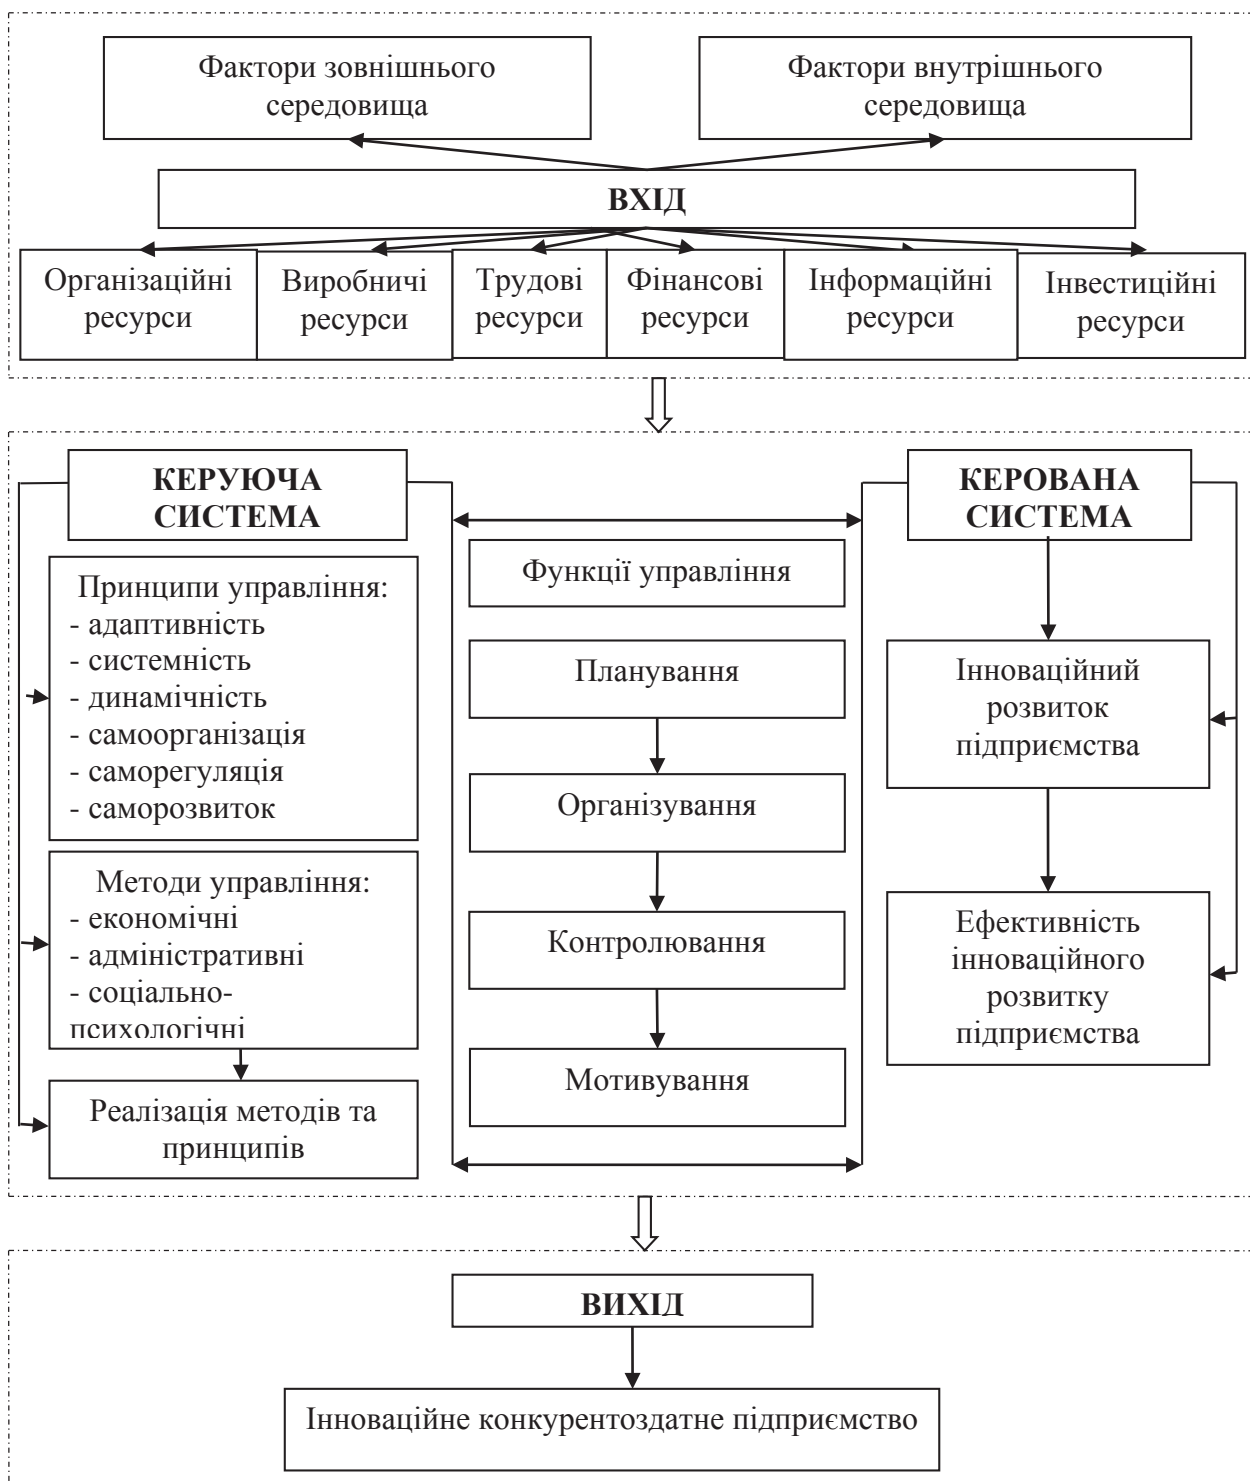 Фактори зовнішнього
середовища
Фактори внутрішнього
середовища
ВХІД
Організаційні
ресурси
Виробничі
ресурси
Трудові
ресурси
Фінансові
ресурси
Інформаційні
ресурси
Інвестиційні
ресурси
КЕРУЮЧА
СИСТЕМА
Принципи управління:
- адаптивність
- системність
- динамічність
- самоорганізація
- саморегуляція
- саморозвиток
Методи управління:
- економічні
- адміністративні
- соціально-
психологічні
Реалізація методів та
принципів
Функції управління
Планування
Організування
Контролювання
Мотивування
КЕРОВАНА
СИСТЕМА
Інноваційний
розвиток
підприємства
Ефективність
інноваційного
розвитку
підприємства
ВИХІД
Інноваційне конкурентоздатне підприємство